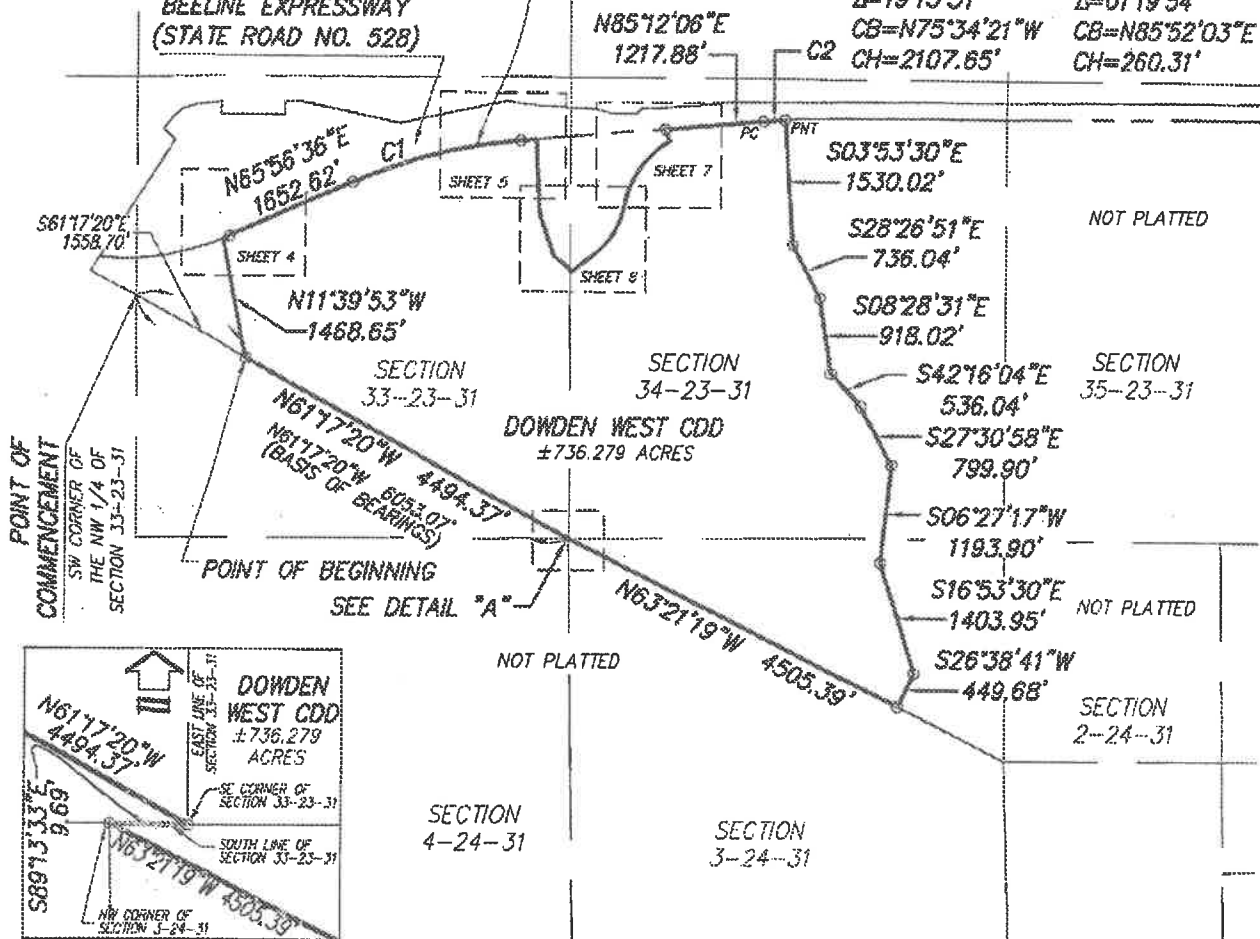 BEELINE EXPRESSWAY
(STATE ROAD NO. 528)
N85°12'06"E
1217.88'
C2
CB=N75°34'21"W
CH=2107.65'
CB=N85°52'03"E
CH=260.31'
PC
PNT
N65°56'36"E
1652.62'
C1
SHEET 5
SHEET 7
SHEET 4
SHEET 8
S61°17'20"E
1558.70'
S03°53'30"E
1530.02'
NOT PLATTED
S28°26'51"E
736.04'
N11°39'53"W
1468.65'
S08°28'31"E
918.02'
SECTION
33-23-31
SECTION
34-23-31
SECTION
35-23-31
S42°16'04"E
536.04'
DOWDEN WEST CDD
±736.279 ACRES
S27°30'58"E
799.90'
N61°17'20"W 4494.37'
N61°17'20"W 6053.07'
(BASIS OF BEARINGS)
POINT OF
COMMENCEMENT
SW CORNER OF
THE NW 1/4 OF
SECTION 33-23-31
S06°27'17"W
1193.90'
POINT OF BEGINNING
SEE DETAIL "A"
S16°53'30"E
1403.95'
NOT PLATTED
N63°21'19"W 4505.39'
NOT PLATTED
S26°38'41"W
449.68'
SECTION
2-24-31
SECTION
4-24-31
SECTION
3-24-31
DOWDEN
WEST CDD
±736.279
ACRES
EAST LINE OF
SECTION 33-23-31
N61°17'20"W
4494.37'
SE CORNER OF
SECTION 33-23-31
S89°13'33"E
9.69'
SOUTH LINE OF
SECTION 33-23-31
N63°21'19"W 4505.39'
NW CORNER OF
SECTION 3-24-31